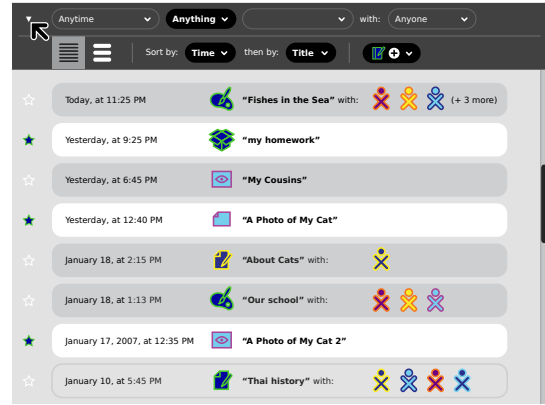 Anytime Anything with: Anyone
Sort by: Time then by: Title
Today, at 11:25 PM “Fishes in the Sea” with: (+ 3 more)
Yesterday, at 9:25 PM “my homework”
Yesterday, at 6:45 PM “My Cousins”
Yesterday, at 12:40 PM “A Photo of My Cat”
January 18, at 2:15 PM “About Cats” with:
January 18, at 1:13 PM “Our school” with:
January 17, 2007, at 12:35 PM “A Photo of My Cat 2”
January 10, at 5:45 PM “Thai history” with: